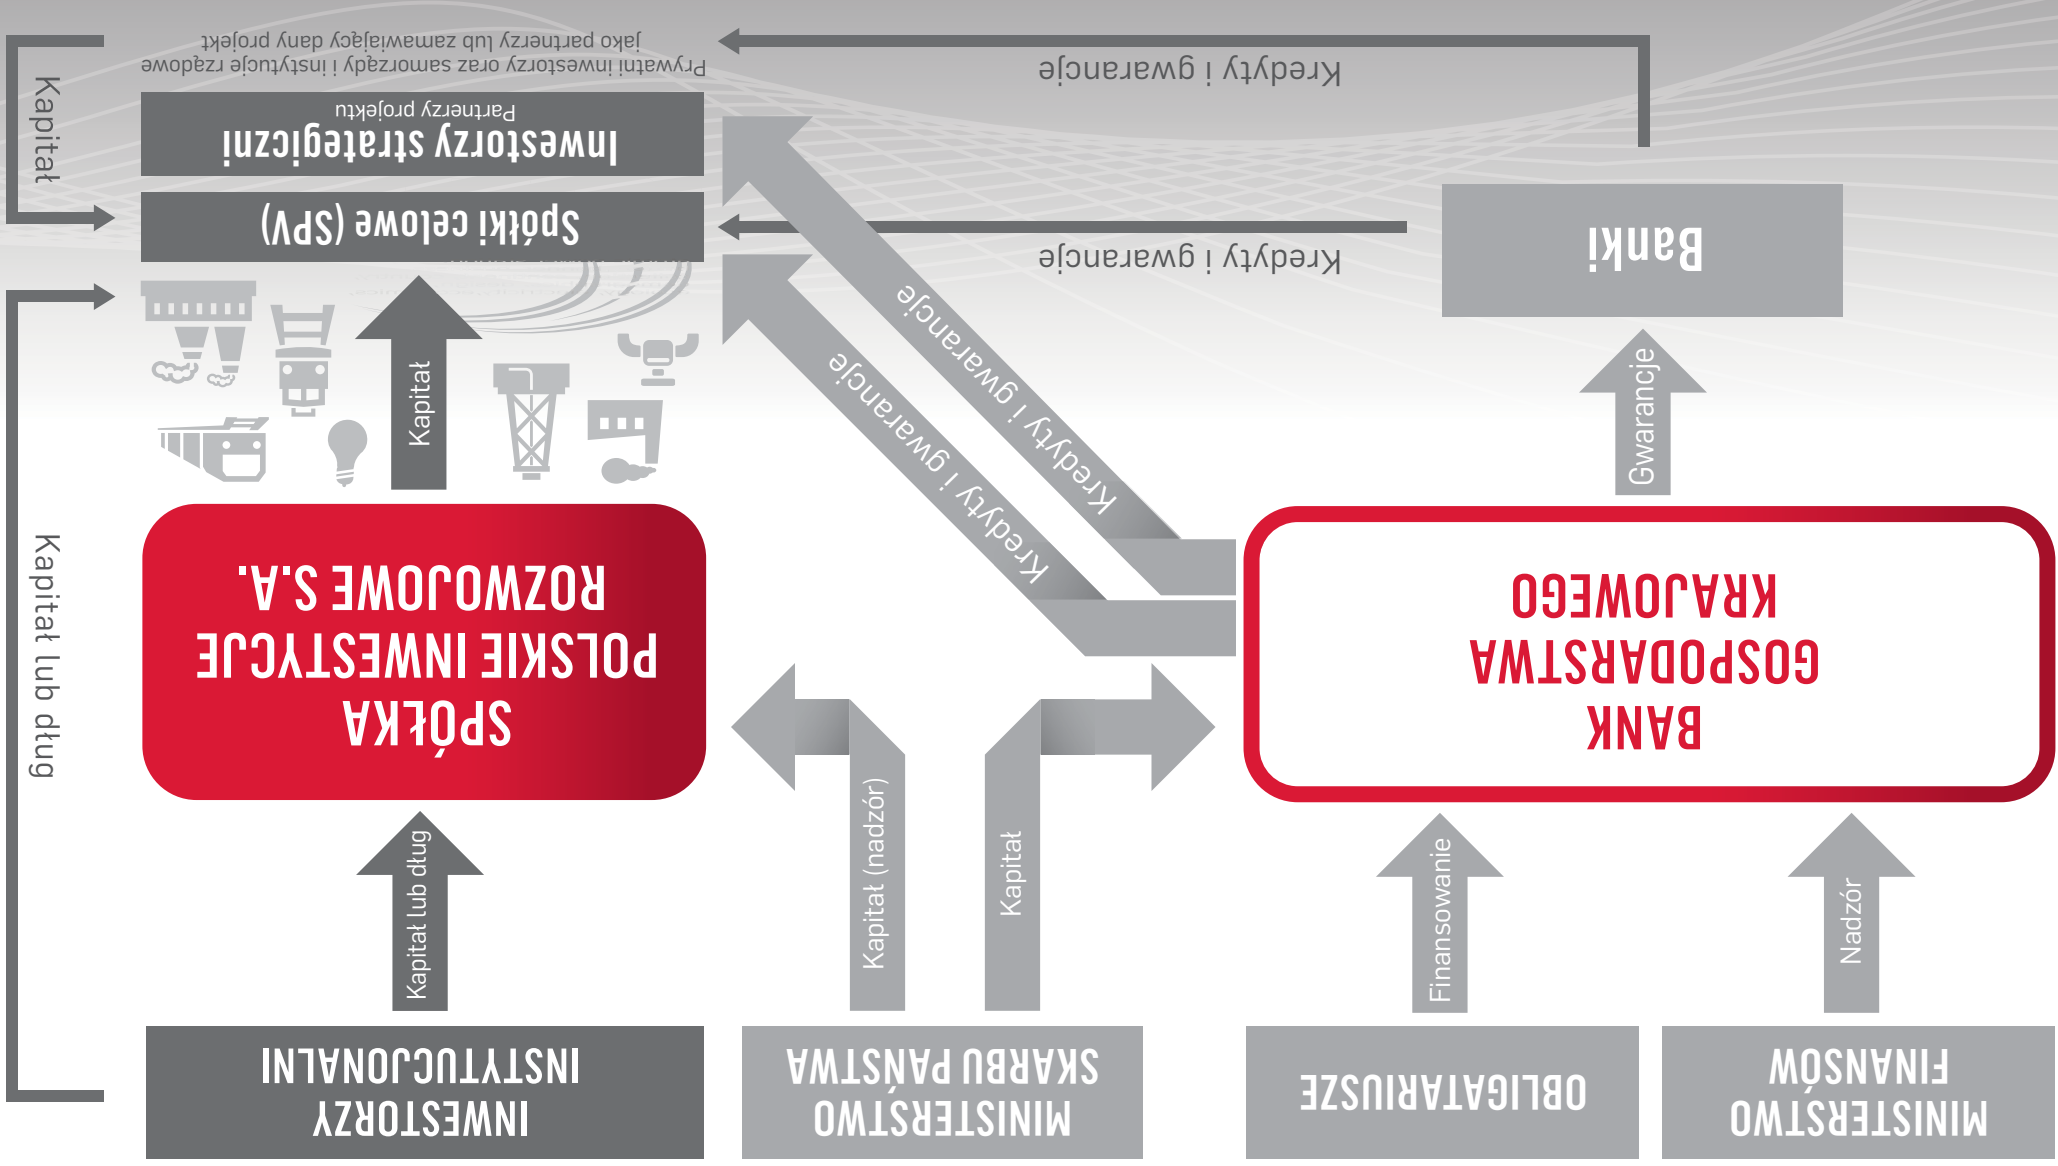 MINISTERSTWO
FINANSÓW
OBLIGATARIUSZE
MINISTERSTWO
SKARBU PAŃSTWA
INWESTORZY
INSTYTUCJONALNI
Nadzór
Finansowanie
Kapitał
Kapitał (nadzór)
Kapitał lub dług
Kapitał lub dług
BANK
GOSPODARSTWA
KRAJOWEGO
SPÓŁKA
POLSKIE INWESTYCJE
ROZWOJOWE S.A.
Gwarancje
Kredyty i gwarancje
Kredyty i gwarancje
Kapitał
Banki
Kredyty i gwarancje
Spółki celowe (SPV)
Inwestorzy strategiczni
Partnerzy projektu
Kapitał
Kredyty i gwarancje
Prywatni inwestorzy oraz samorządy i instytucje rządowe
jako partnerzy lub zamawiający dany projekt